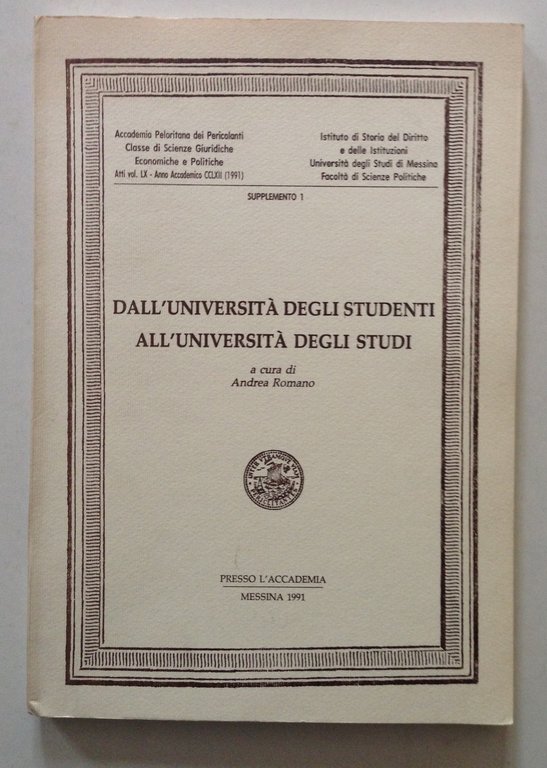 Accademia Peloritana dei Pericolanti
Classe di Scienze Giuridiche
Economiche e Politiche
Atti vol. LX - Anno Accademico CCLXII (1991)
Istituto di Storia del Diritto
e delle Istituzioni
Università degli Studi di Messina
Facoltà di Scienze Politiche
SUPPLEMENTO 1
DALL'UNIVERSITÀ DEGLI STUDENTI
ALL'UNIVERSITÀ DEGLI STUDI
a cura di
Andrea Romano
PRESSO L'ACCADEMIA
MESSINA 1991